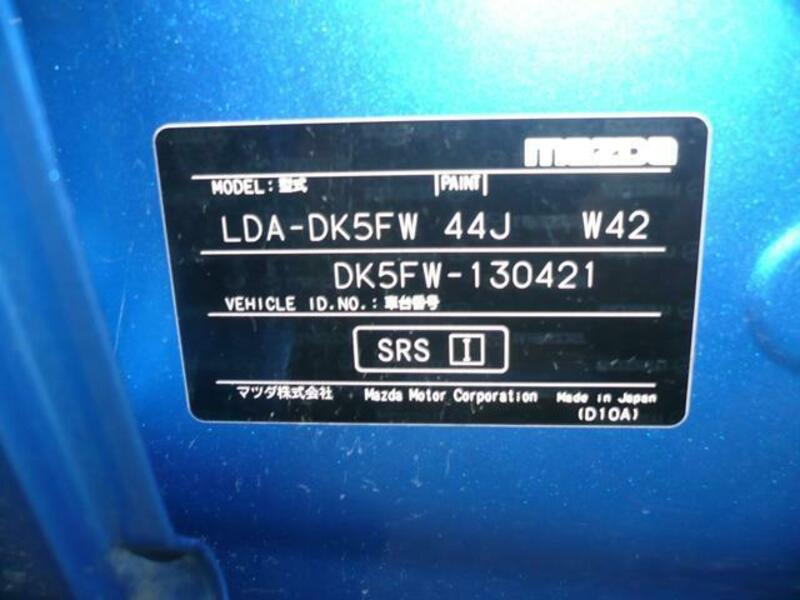 mazda
MODEL:型式 PAINT
LDA-DK5FW 44J W42
DK5FW-130421
VEHICLE ID.NO.:車台番号
SRS I
マツダ株式会社 Mazda Motor Corporation Made in Japan
(D10A)